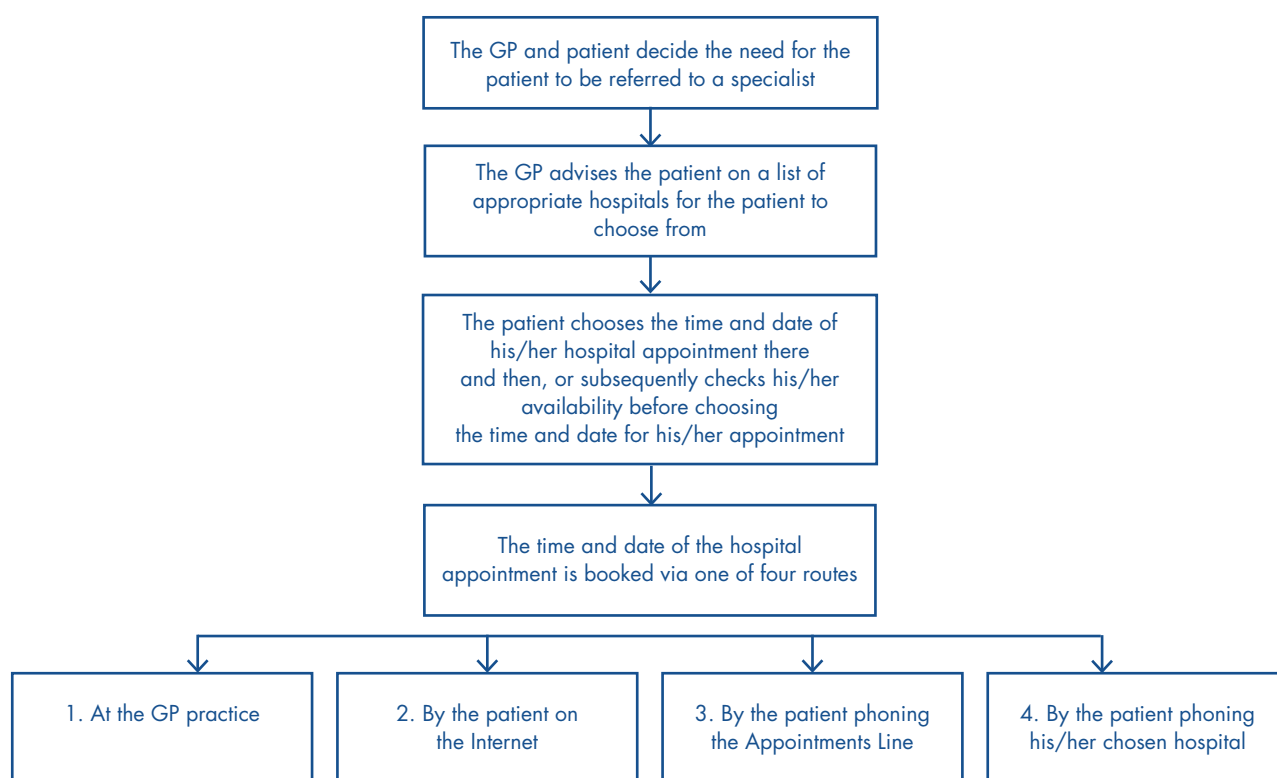 The GP and patient decide the need for the
patient to be referred to a specialist
The GP advises the patient on a list of
appropriate hospitals for the patient to
choose from
The patient chooses the time and date of
his/her hospital appointment there
and then, or subsequently checks his/her
availability before choosing
the time and date for his/her appointment
The time and date of the hospital
appointment is booked via one of four routes
1. At the GP practice
2. By the patient on
the Internet
3. By the patient phoning
the Appointments Line
4. By the patient phoning
his/her chosen hospital